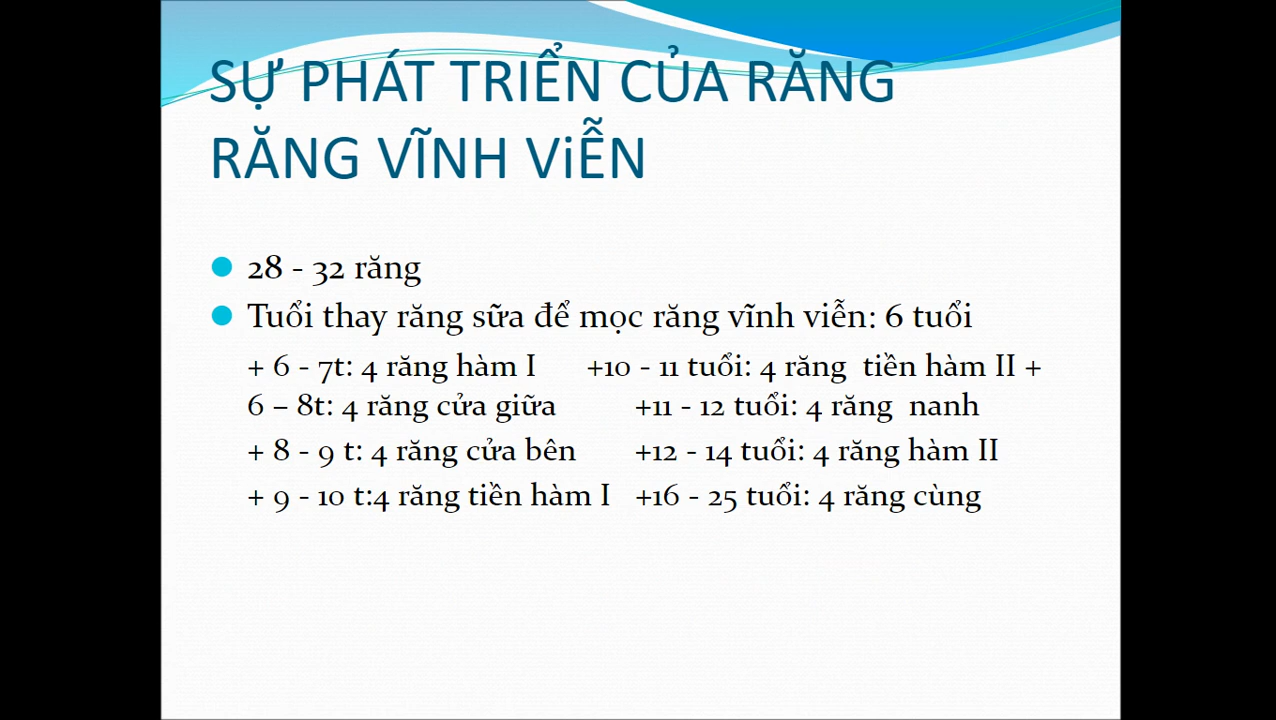 SỰ PHÁT TRIỂN CỦA RĂNG
RĂNG VĨNH ViỄN
28 - 32 răng
Tuổi thay răng sữa để mọc răng vĩnh viễn: 6 tuổi
+ 6 - 7t: 4 răng hàm I +10 - 11 tuổi: 4 răng tiền hàm II +
6 – 8t: 4 răng cửa giữa +11 - 12 tuổi: 4 răng nanh
+ 8 - 9 t: 4 răng cửa bên +12 - 14 tuổi: 4 răng hàm II
+ 9 - 10 t:4 răng tiền hàm I +16 - 25 tuổi: 4 răng cùng